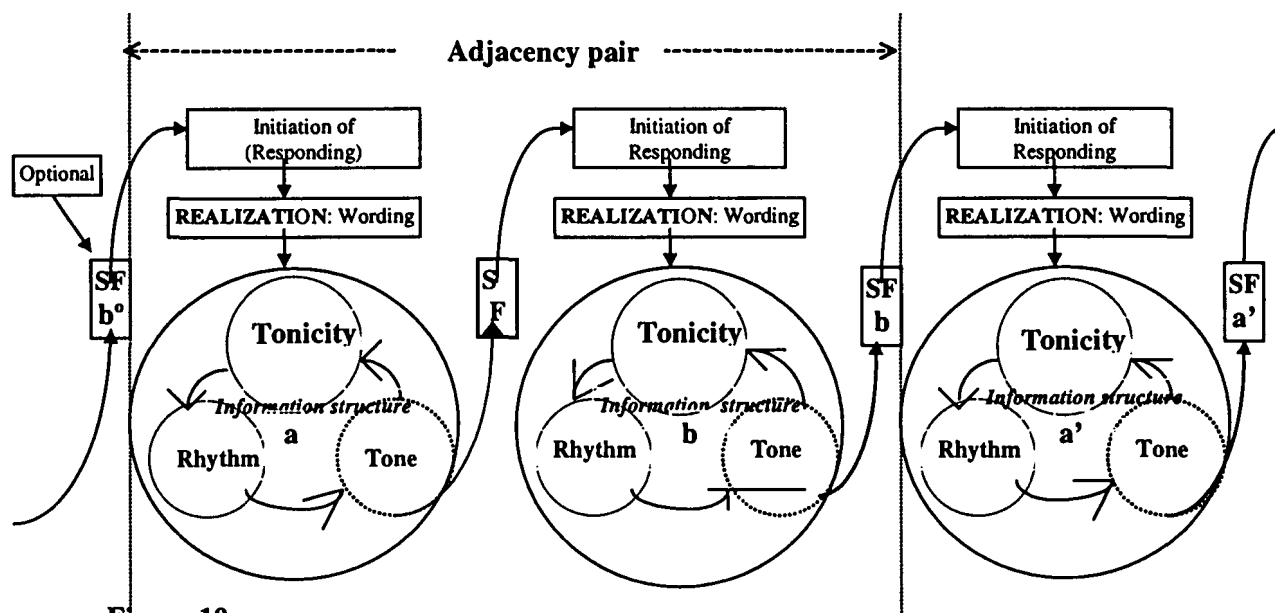 Adjacency pair
Initiation of
(Responding)
Initiation of
Responding
Initiation of
Responding
Optional
REALIZATION: Wording
REALIZATION: Wording
REALIZATION: Wording
SF
b°
S
F
SF
b
SF
a'
Tonicity
Information structure
a
Rhythm
Tone
Tonicity
Information structure
b
Rhythm
Tone
Tonicity
Information structure
a'
Rhythm
Tone